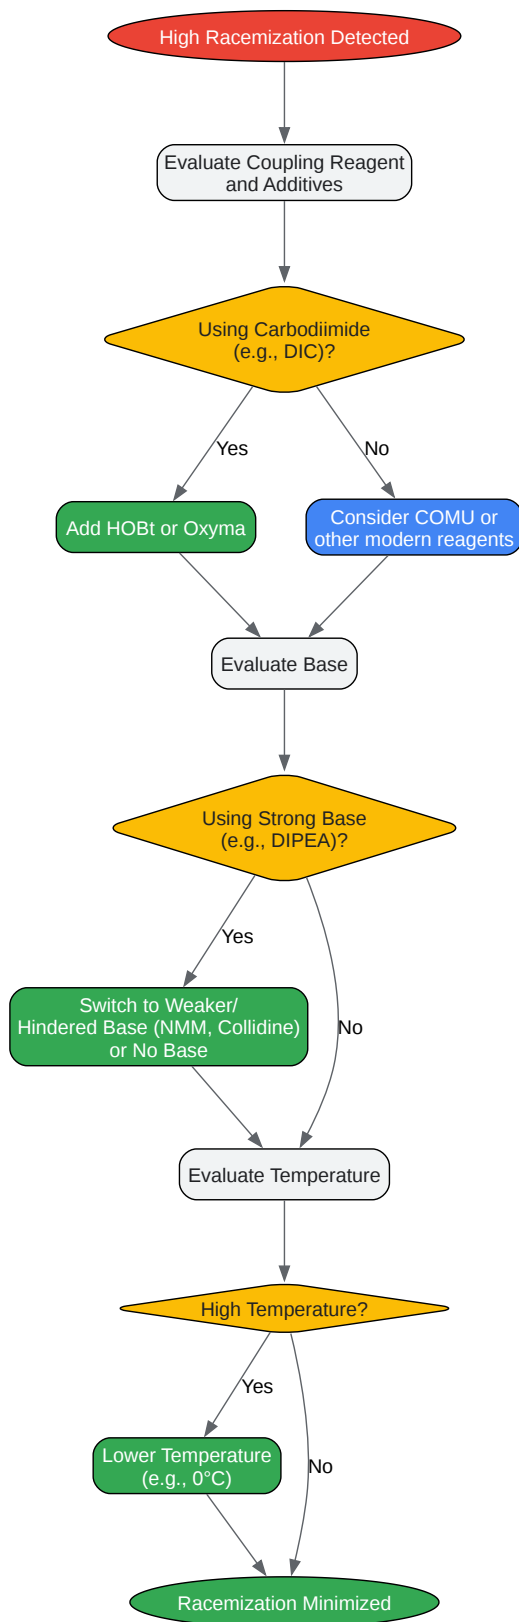 High Racemization Detected
Evaluate Coupling Reagent
and Additives
Using Carbodiimide
(e.g., DIC)?
Yes
No
Add HOBt or Oxyma
Consider COMU or
other modern reagents
Evaluate Base
Using Strong Base
(e.g., DIPEA)?
Yes
Switch to Weaker/
Hindered Base (NMM, Collidine)
or No Base
No
Evaluate Temperature
High Temperature?
Yes
Lower Temperature
(e.g., 0°C)
No
Racemization Minimized